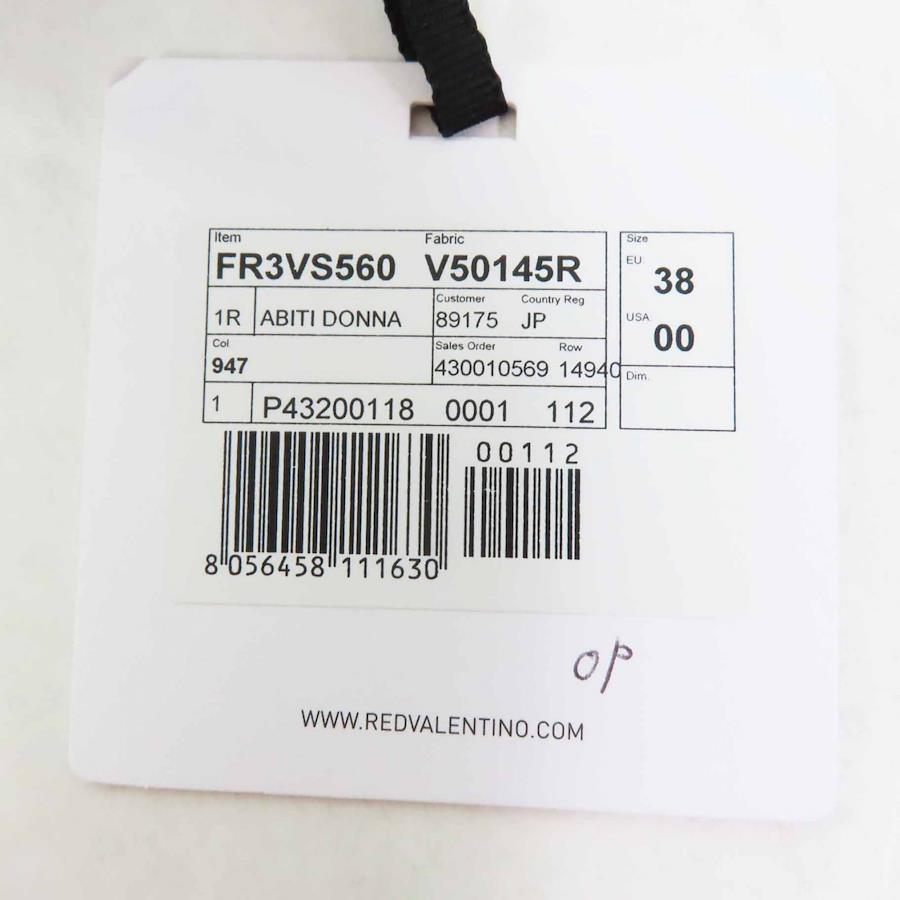 Item Fabric Size
FR3VS560 V50145R EU 38
Customer Country Reg
1R ABITI DONNA 89175 JP USA 00
Col Sales Order Row
947 430010569 14940 Dim.
1 P43200118 0001 112
00112
8 056458 111630
OP
WWW.REDVALENTINO.COM